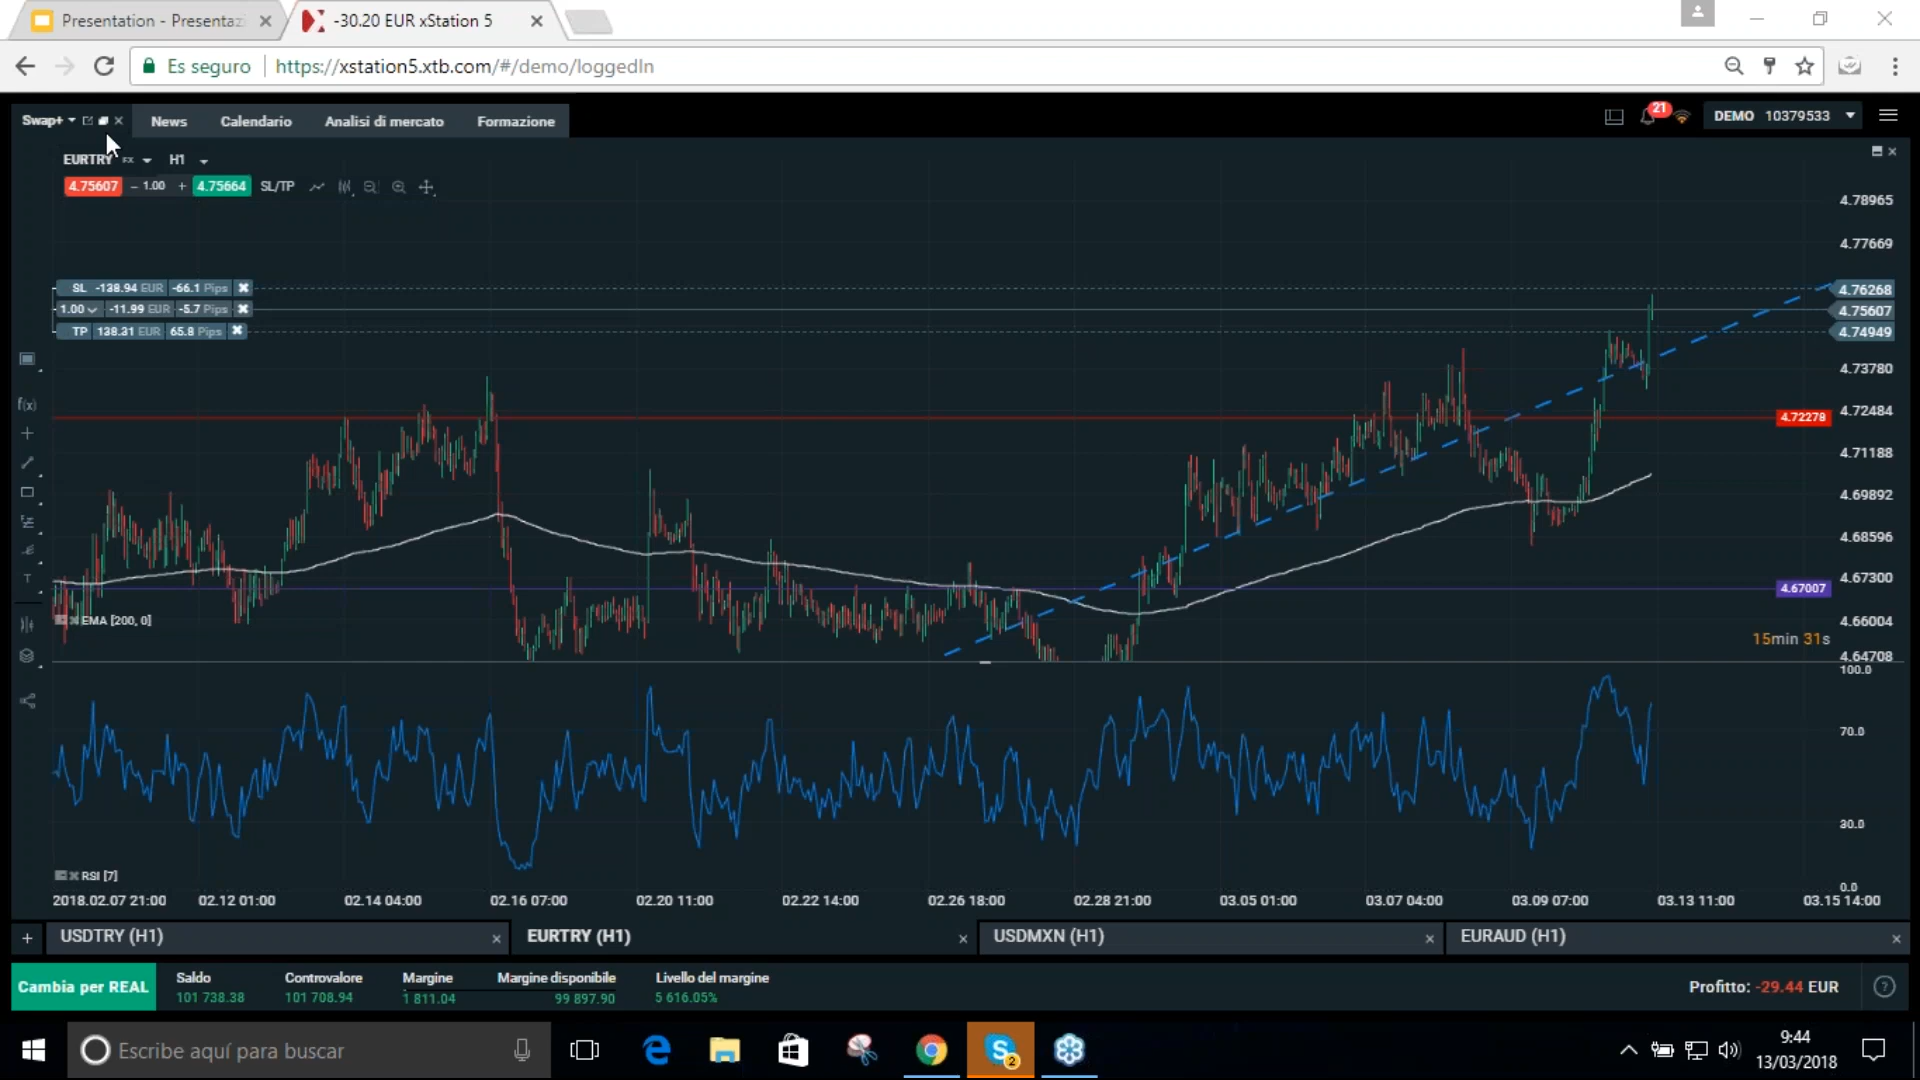 Presentation - Presentaz
-30.20 EUR xStation 5
Es seguro
https://xstation5.xtb.com/#/demo/loggedIn
Swap+
News
Calendario
Analisi di mercato
Formazione
21
DEMO 10379533
EURTRY FX H1
4.75607 - 1.00 + 4.75664 SL/TP
4.78965
4.77669
SL -138.94 EUR -66.1 Pips
1.00 -11.99 EUR -5.7 Pips
TP 138.31 EUR 65.8 Pips
4.76268
4.75607
4.74949
4.73780
4.72484
4.72278
4.71188
4.69892
4.68596
4.67300
4.67007
4.66004
4.64708
f(x)
T
EMA [200, 0]
15min 31s
100.0
70.0
30.0
0.0
RSI [7]
2018.02.07 21:00 02.12 01:00 02.14 04:00 02.16 07:00 02.20 11:00 02.22 14:00 02.26 18:00 02.28 21:00 03.05 01:00 03.07 04:00 03.09 07:00 03.13 11:00 03.15 14:00
+ USDTRY (H1) EURTRY (H1) USDMXN (H1) EURAUD (H1)
Cambia per REAL
Saldo Controvalore Margine Margine disponibile Livello del margine
101 738.38 101 708.94 1 811.04 99 897.90 5 616.05%
Profitto: -29.44 EUR
?
Escribe aquí para buscar
2
9:44
13/03/2018